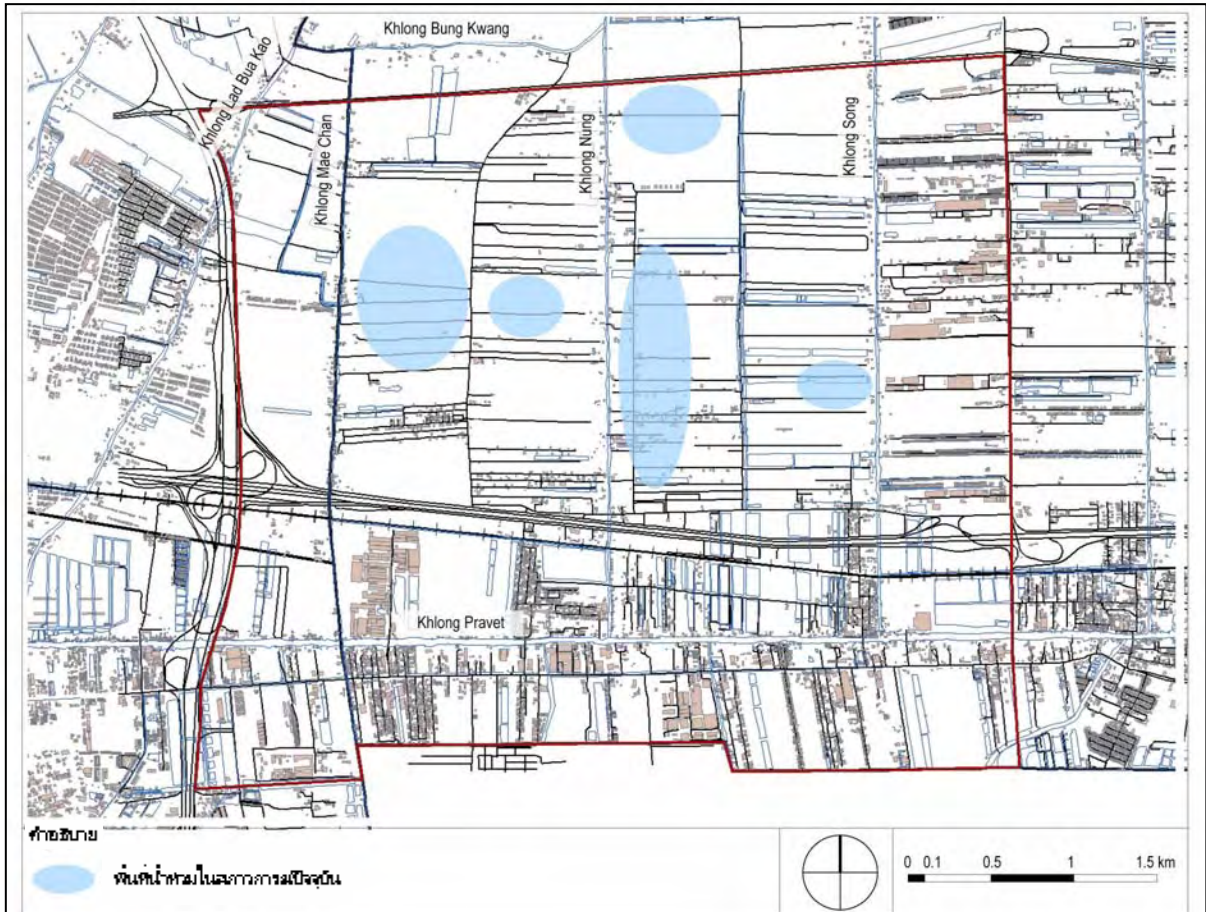 Khlong Bung Kwang
Khlong Lad Bua Kao
Khlong Mae Chan
Khlong Nung
Khlong Song
Khlong Pravet
คำอธิบาย
พื้นที่น้ำท่วมในสภาวการณ์ปัจจุบัน
0 0.1 0.5 1 1.5 km